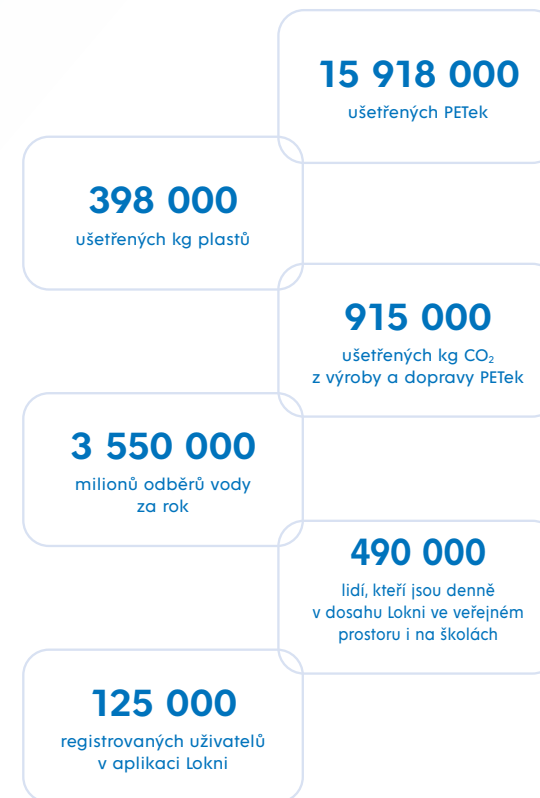 15 918 000
ušetřených PETek
398 000
ušetřených kg plastů
915 000
ušetřených kg CO₂
z výroby a dopravy PETek
3 550 000
milionů odběrů vody
za rok
490 000
lidí, kteří jsou denně
v dosahu Lokni ve veřejném
prostoru i na školách
125 000
registrovaných uživatelů
v aplikaci Lokni